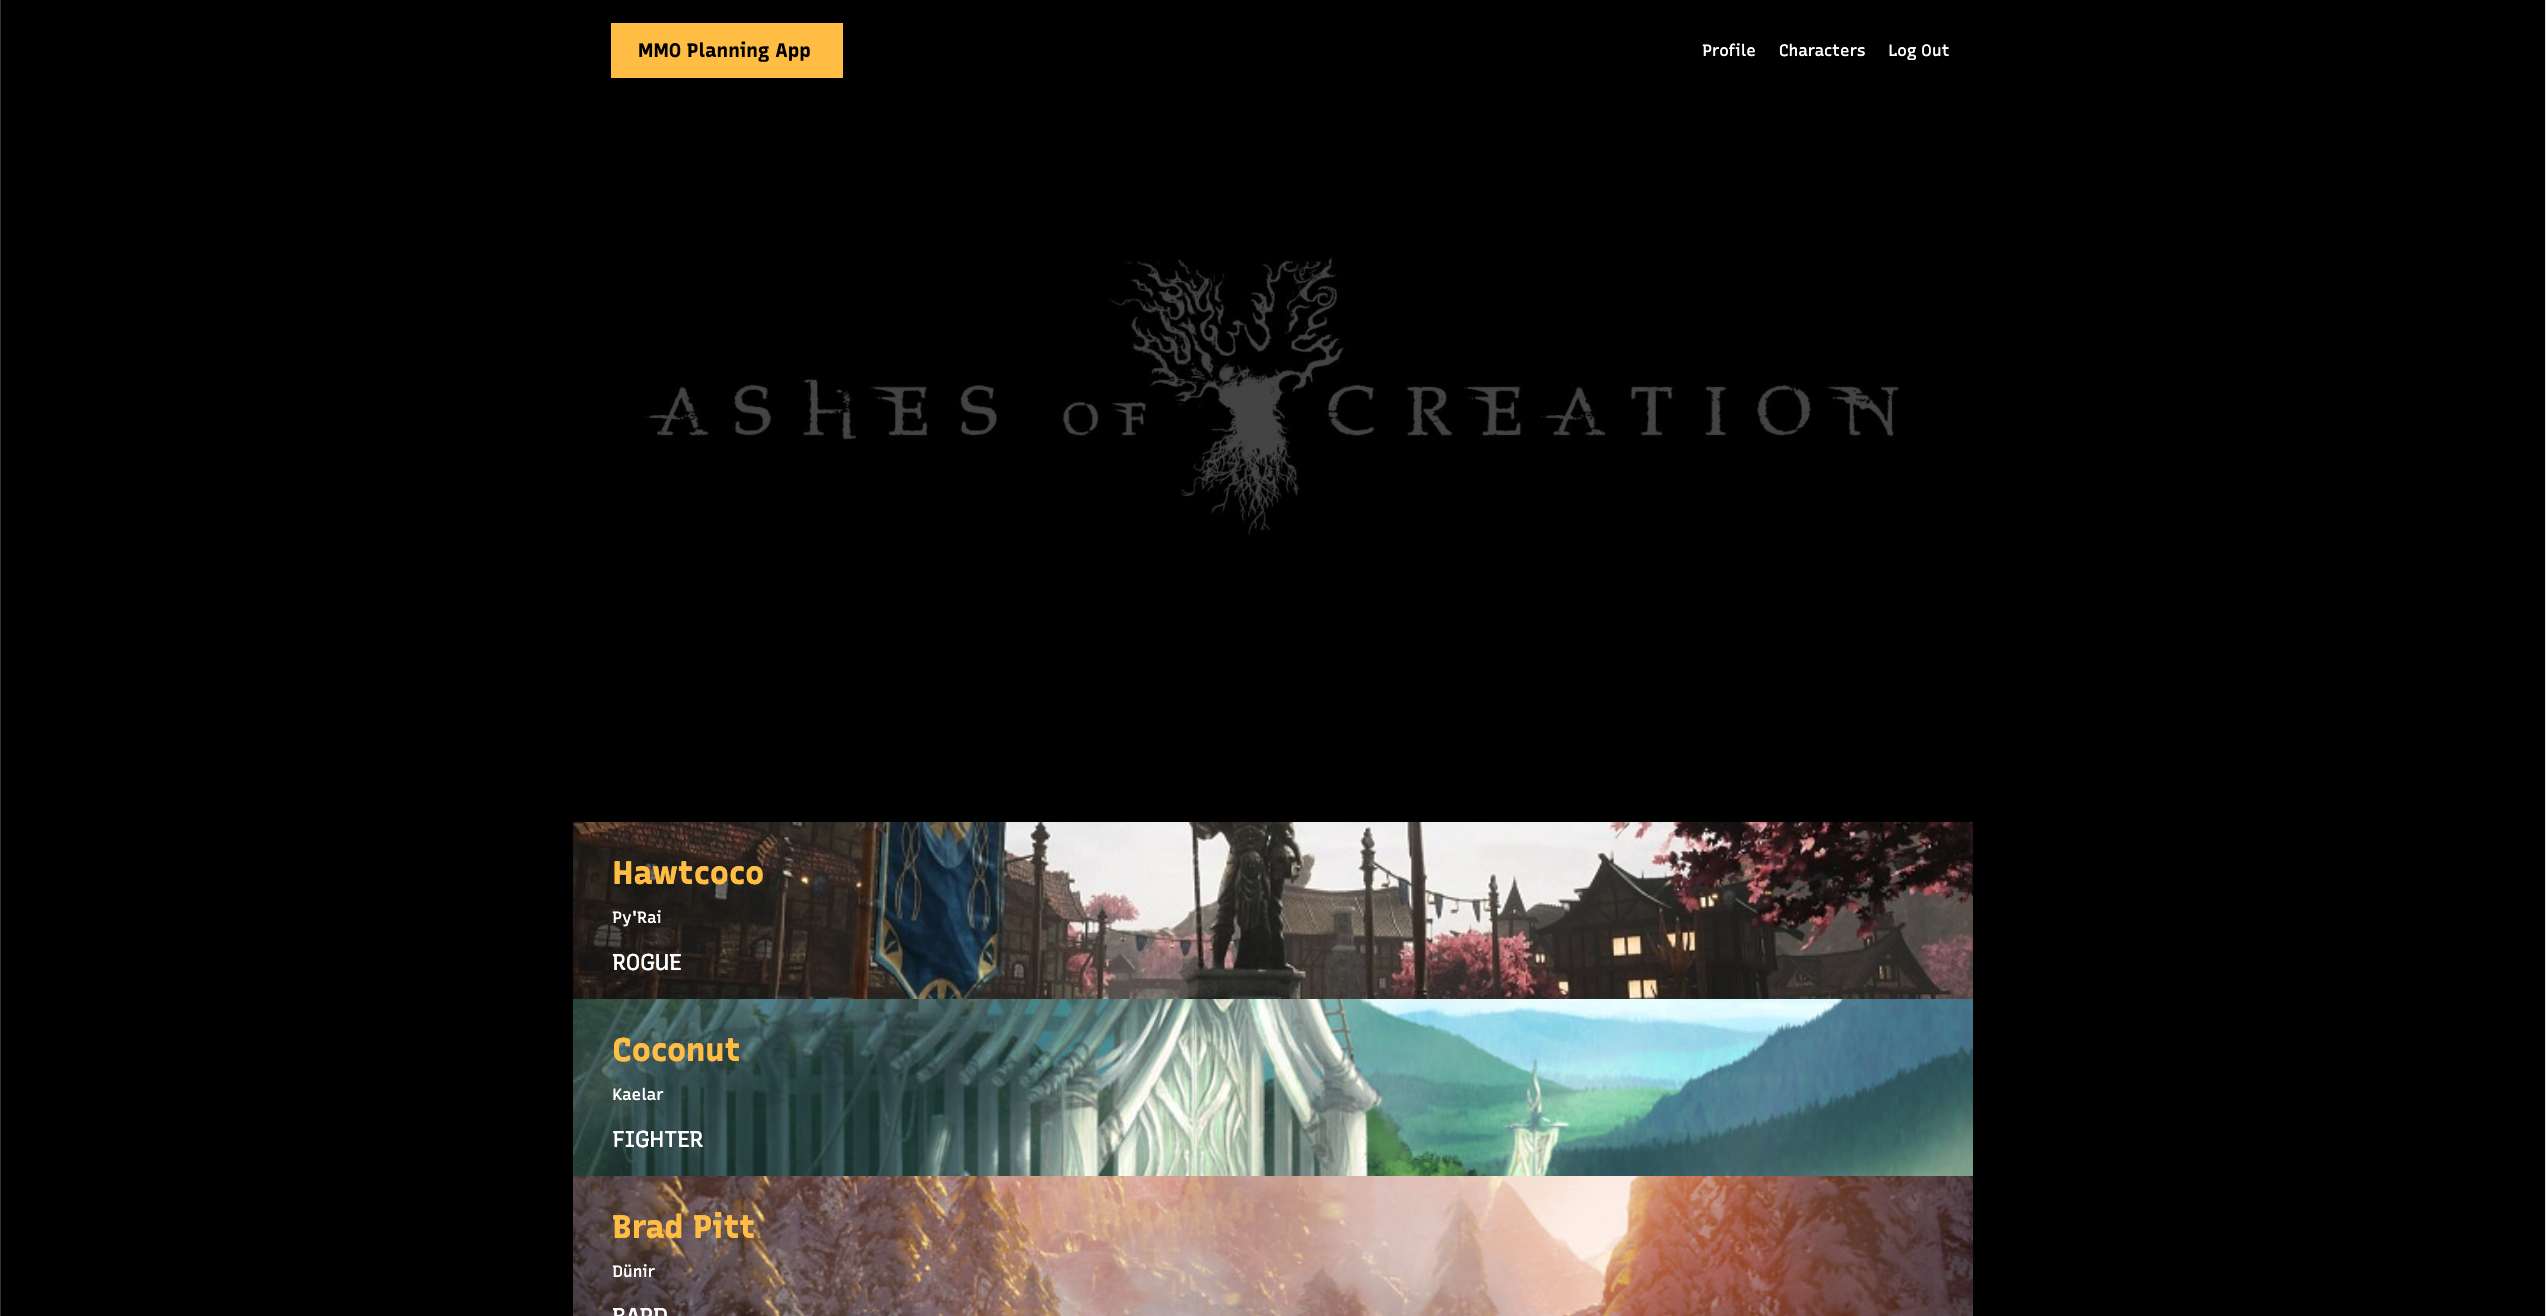 MMO Planning App
Profile Characters Log Out
ASHES OF CREATION
Hawtcoco
Py'Rai
ROGUE
Coconut
Kaelar
FIGHTER
Brad Pitt
Dünir
BARD